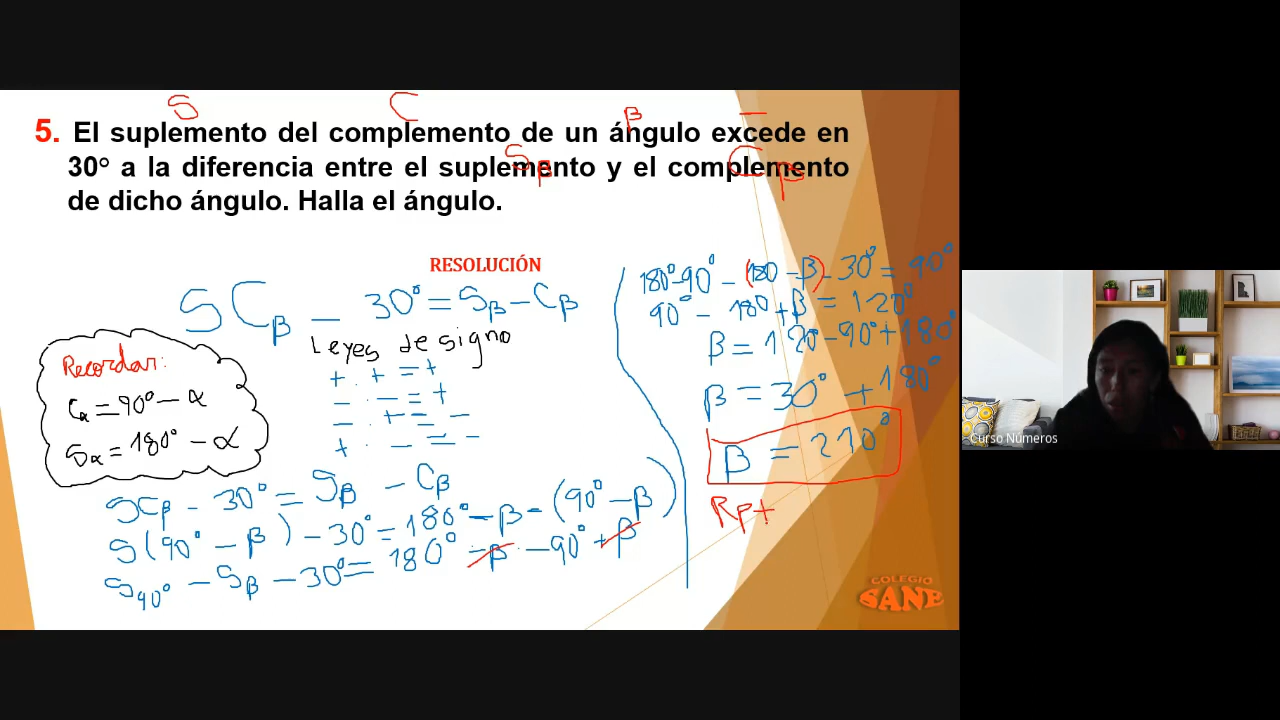 S C β –
5. El suplemento del complemento de un ángulo excede en
Sβ Cβ
30° a la diferencia entre el suplemento y el complemento
de dicho ángulo. Halla el ángulo.
RESOLUCIÓN
SCβ – 30° = Sβ – Cβ
Leyes de signo
+ . + = +
– . – = +
– . + = –
+ . – = –
Recordar:
Cα = 90° – α
Sα = 180° – α
SCβ – 30° = Sβ – Cβ
S(90° – β) – 30° = 180° – β – (90° – β)
S90° – Sβ – 30° = 180° – β – 90° + β
180° – 90° – (180 – β) – 30° = 90°
90° – 180 + β = 120°
β = 120° – 90° + 180°
β = 30° + 180°
β = 210°
Rpt
Curso Números
COLEGIO
SANE